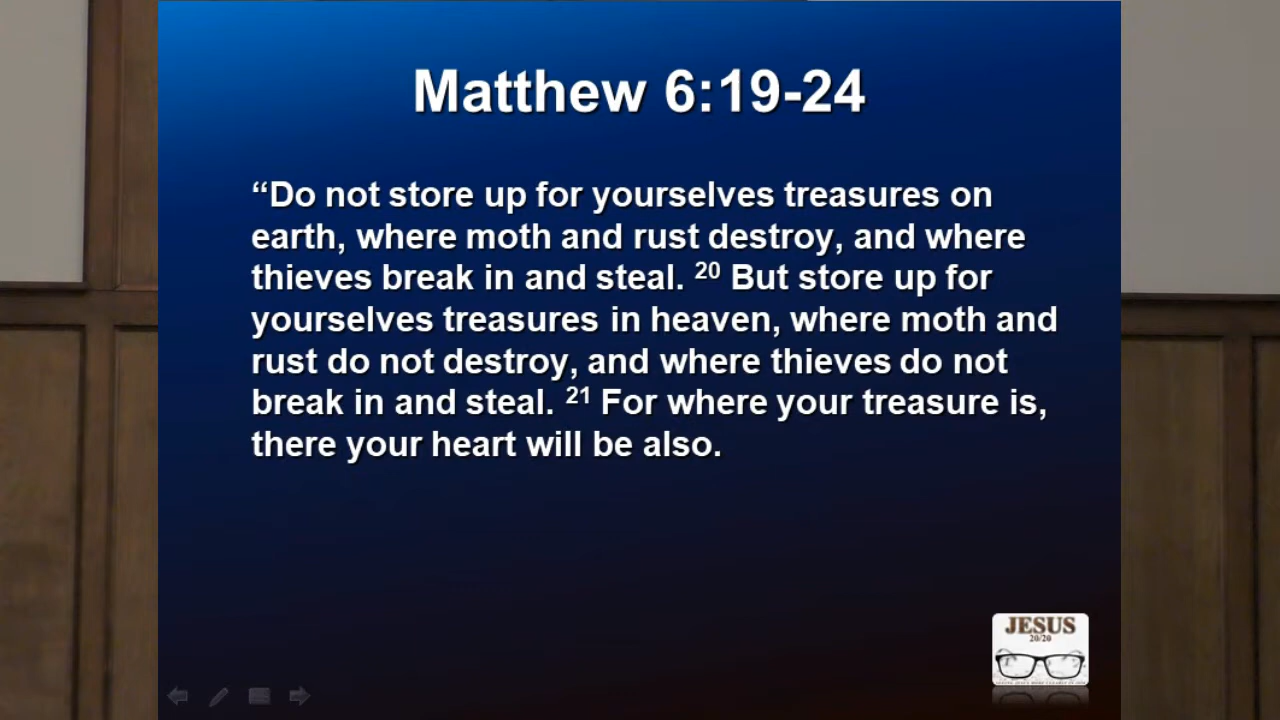 Matthew 6:19-24
“Do not store up for yourselves treasures on
earth, where moth and rust destroy, and where
thieves break in and steal. 20 But store up for
yourselves treasures in heaven, where moth and
rust do not destroy, and where thieves do not
break in and steal. 21 For where your treasure is,
there your heart will be also.
JESUS
20/20